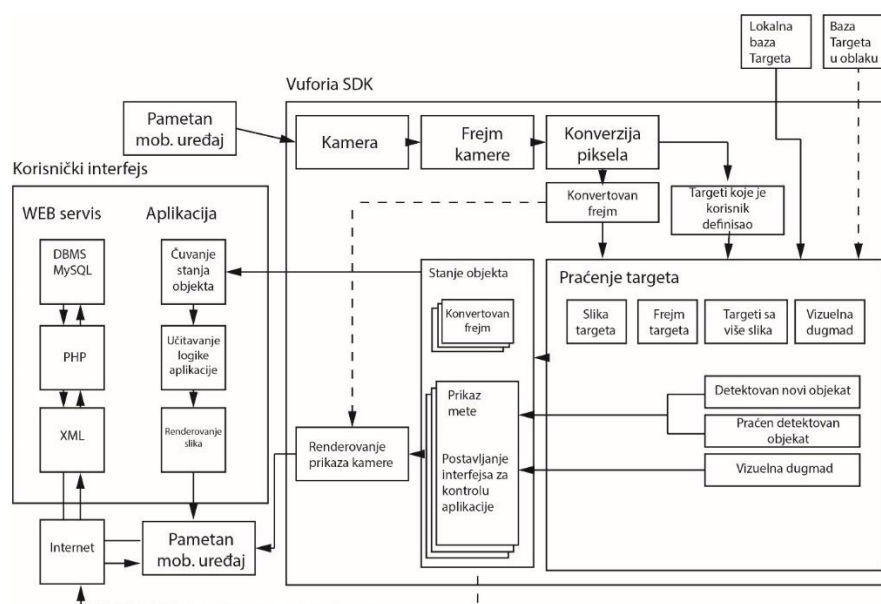 Lokalna
baza
Targeta
Baza
Targeta
u oblaku
Vuforia SDK
Pametan
mob. uređaj
Kamera
Frejm
kamere
Konverzija
piksela
Korisnički interfejs
Konvertovan
frejm
Targeti koje je
korisnik
definisao
WEB servis
Aplikacija
DBMS
MySQL
Čuvanje
stanja
objekta
Stanje objekta
Praćenje targeta
Konvertovan
frejm
Slika
targeta
Frejm
targeta
Targeti sa
više slika
Vizuelna
dugmad
PHP
Učitavanje
logike
aplikacije
Prikaz
mete
Detektovan novi objekat
XML
Renderovanje
slika
Renderovanje
prikaza kamere
Postavljanje
interfejsa za
kontrolu
aplikacije
Praćen detektovan
objekat
Vizuelna dugmad
Internet
Pametan
mob. uređaj